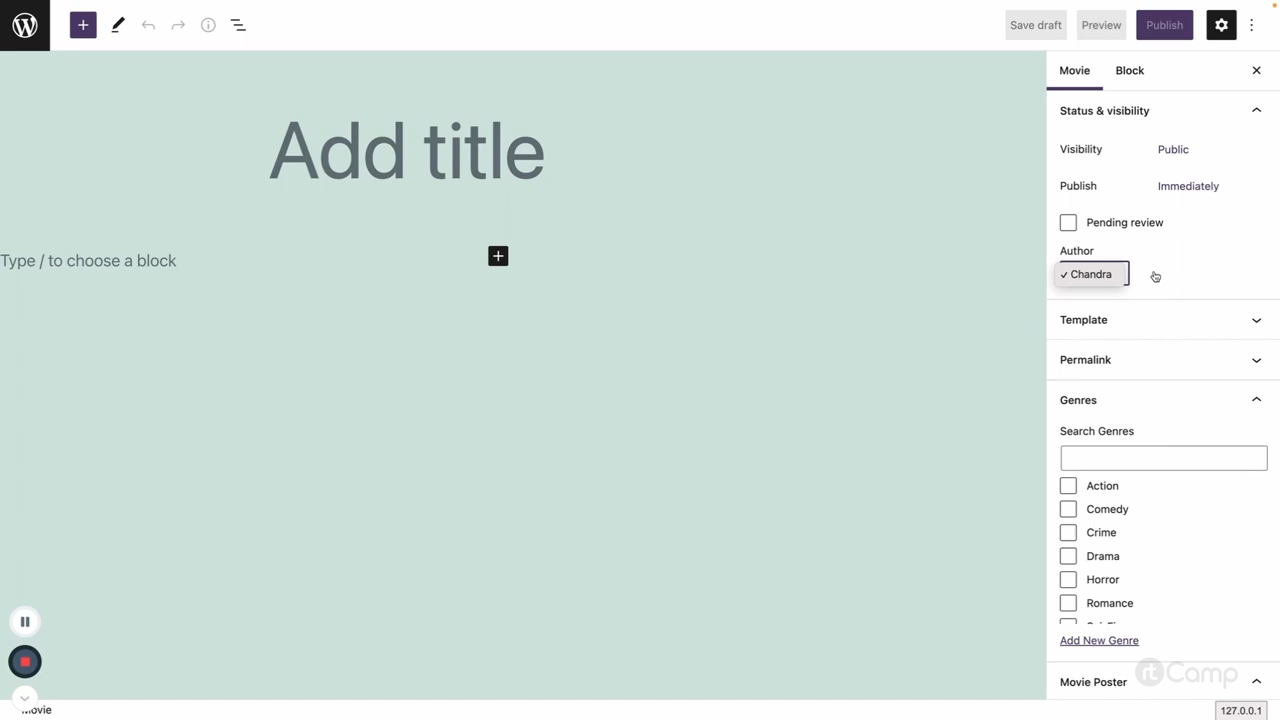 Save draft
Preview
Publish
Movie
Block
Status & visibility
Visibility
Public
Publish
Immediately
Pending review
Author
✓ Chandra
Add title
Type / to choose a block
Template
Permalink
Genres
Search Genres
Action
Comedy
Crime
Drama
Horror
Romance
Add New Genre
Movie Poster
rtCamp
Movie
127.0.0.1